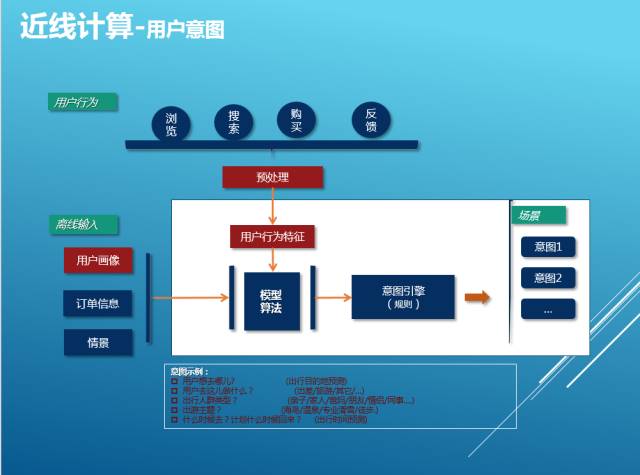 近线计算-用户意图
用户行为
浏览
搜索
购买
反馈
预处理
离线输入
用户行为特征
场景
用户画像
意图1
订单信息
模型
算法
意图引擎
（规则）
意图2
情景
...
意图示例：
用户想去哪儿? (出行目的地预测)
用户去这儿做什么? (出差/旅游/其它/...)
出行人群类型? (亲子/家人/爸妈/朋友/情侣/同事...)
出游主题? (海岛/温泉/专业滑雪/徒步.)
什么时候去? 计划什么时候回来? (出行时间预测)